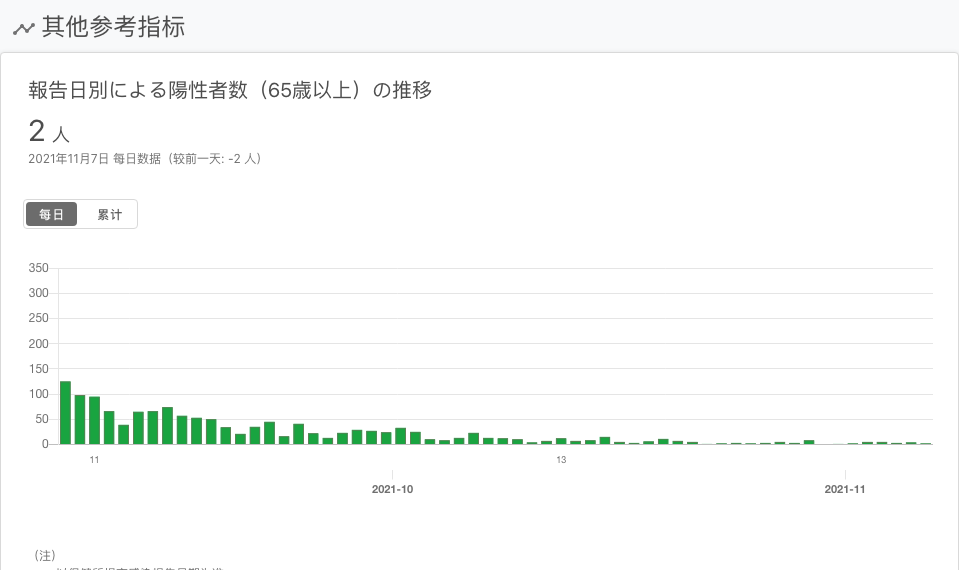 其他参考指标
報告日別による陽性者数（65歳以上）の推移
2 人
2021年11月7日 每日数据（较前一天: -2 人）
每日 累计
350
300
250
200
150
100
50
0
11 13
2021-10 2021-11
（注）